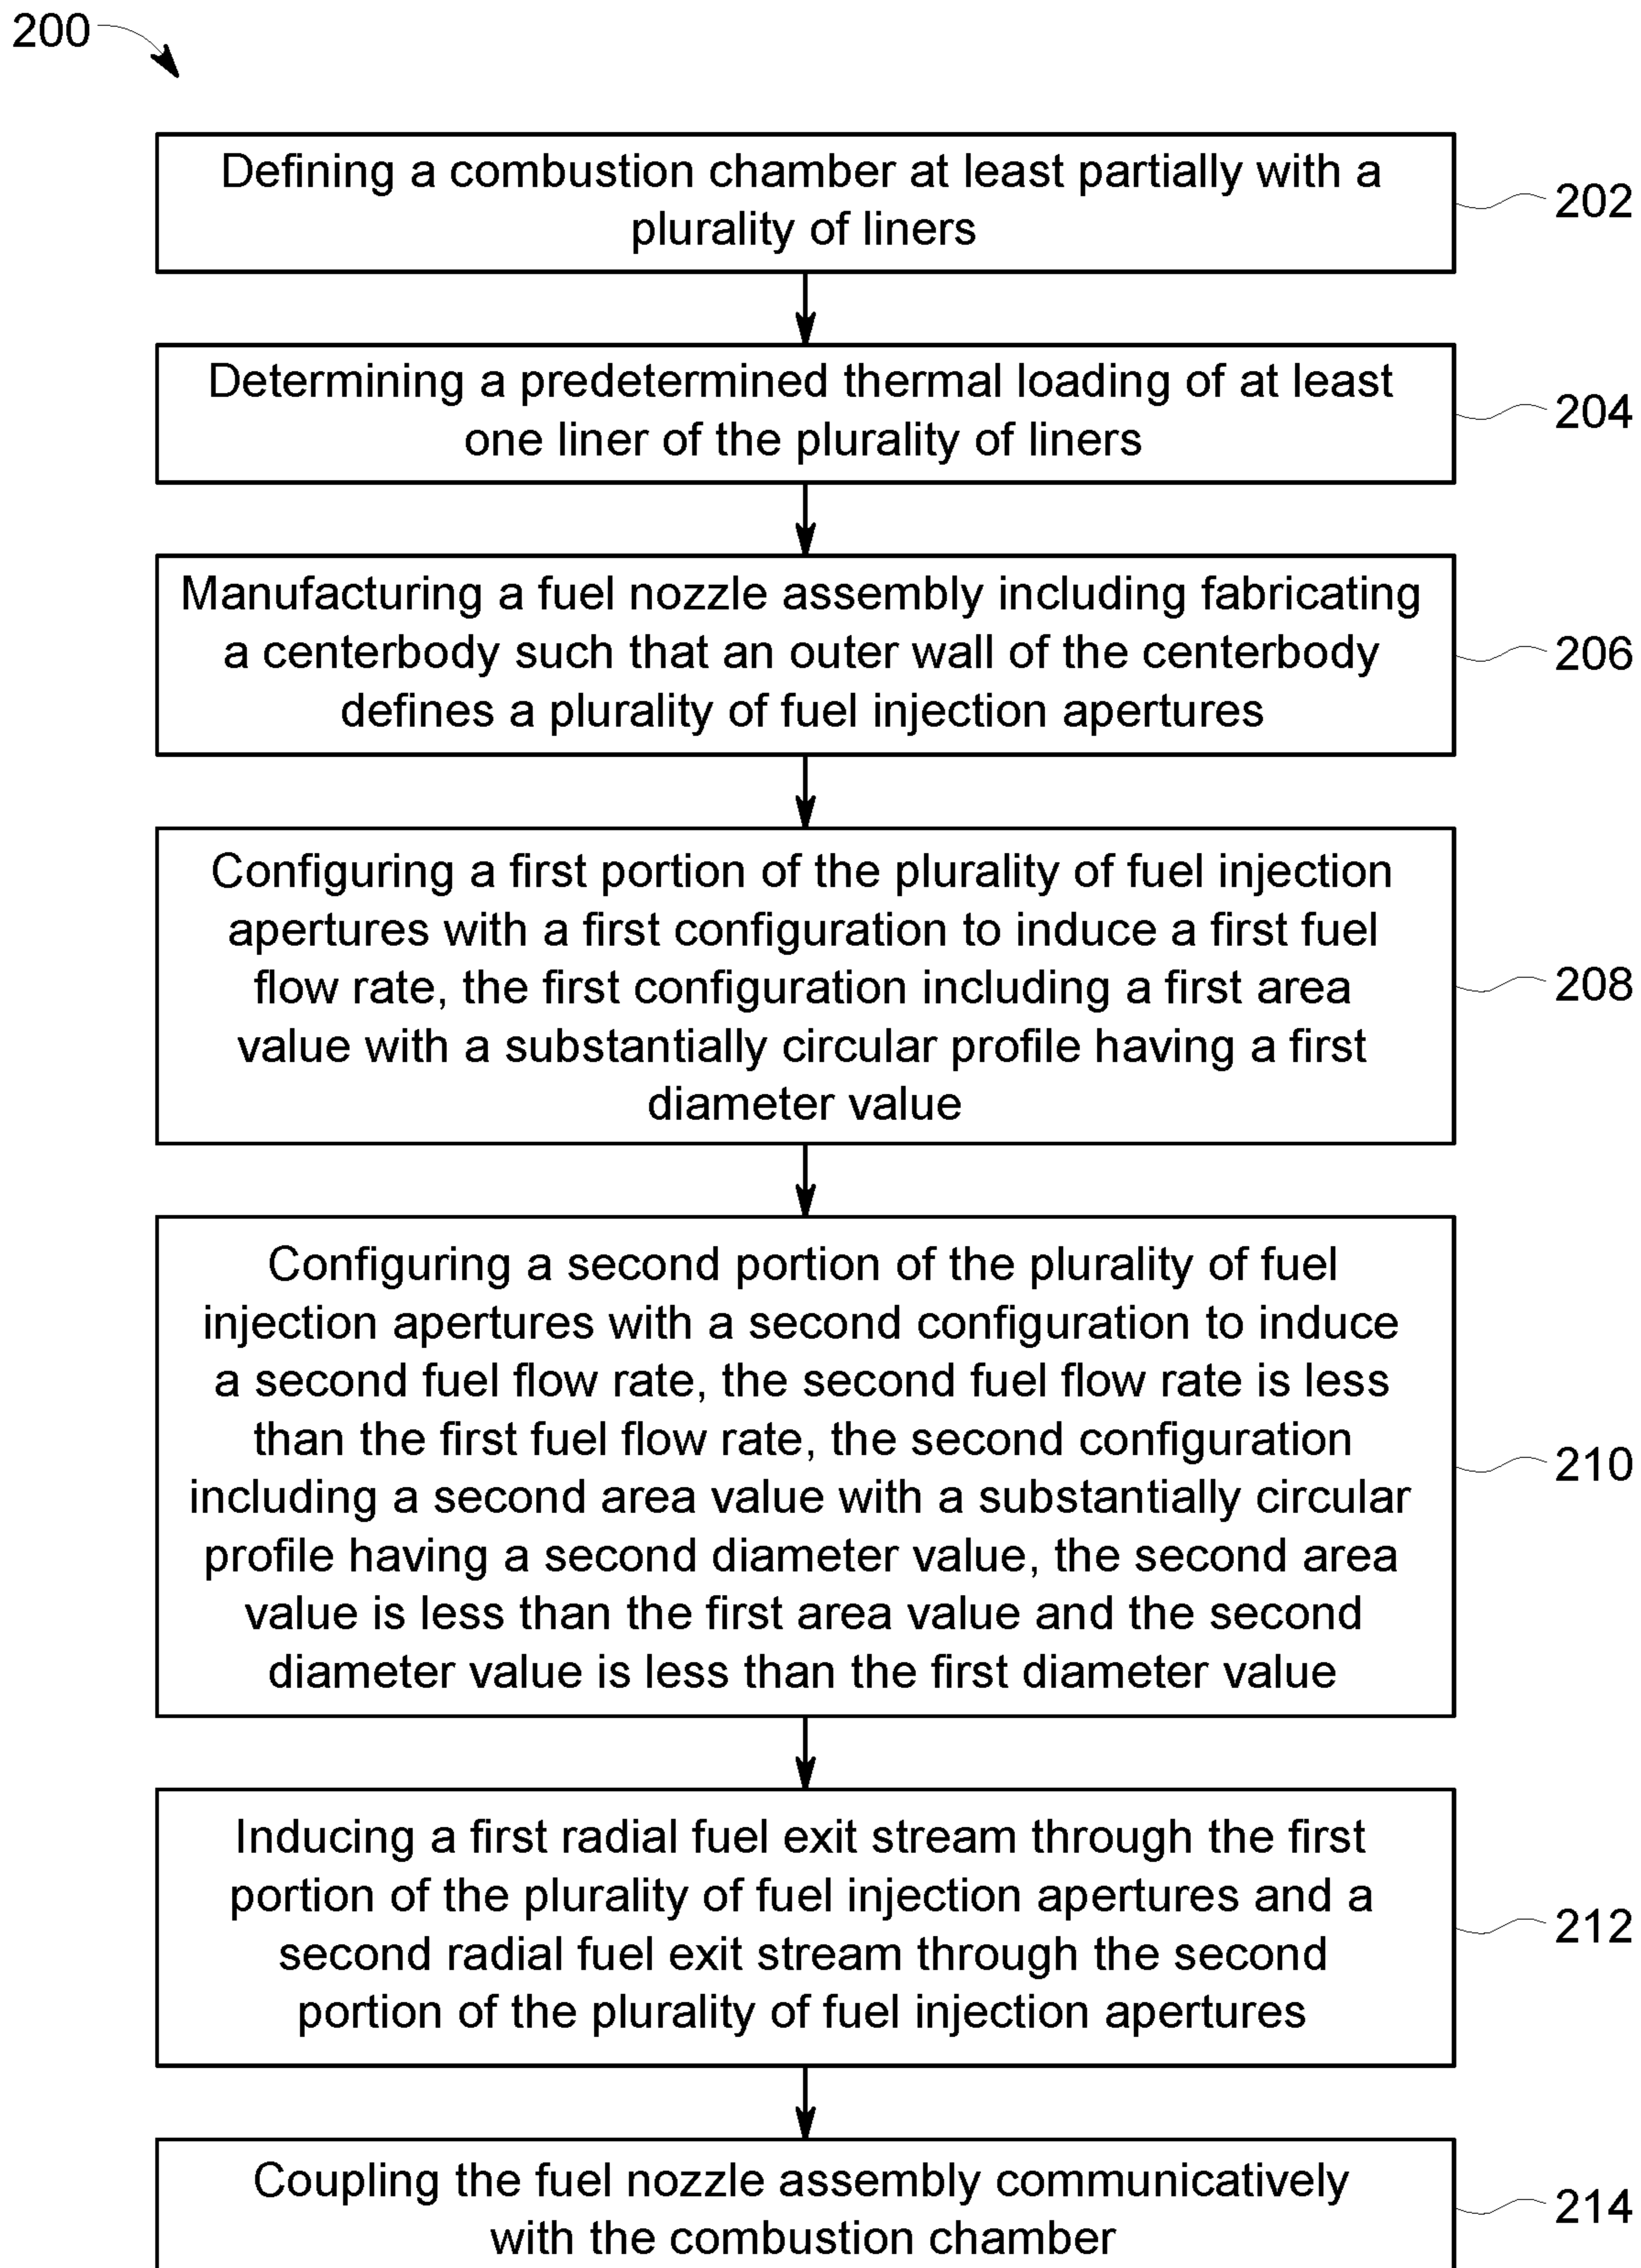 200
Defining a combustion chamber at least partially with a
plurality of liners
202
Determining a predetermined thermal loading of at least
one liner of the plurality of liners
204
Manufacturing a fuel nozzle assembly including fabricating
a centerbody such that an outer wall of the centerbody
defines a plurality of fuel injection apertures
206
Configuring a first portion of the plurality of fuel injection
apertures with a first configuration to induce a first fuel
flow rate, the first configuration including a first area
value with a substantially circular profile having a first
diameter value
208
Configuring a second portion of the plurality of fuel
injection apertures with a second configuration to induce
a second fuel flow rate, the second fuel flow rate is less
than the first fuel flow rate, the second configuration
including a second area value with a substantially circular
profile having a second diameter value, the second area
value is less than the first area value and the second
diameter value is less than the first diameter value
210
Inducing a first radial fuel exit stream through the first
portion of the plurality of fuel injection apertures and a
second radial fuel exit stream through the second
portion of the plurality of fuel injection apertures
212
Coupling the fuel nozzle assembly communicatively
with the combustion chamber
214